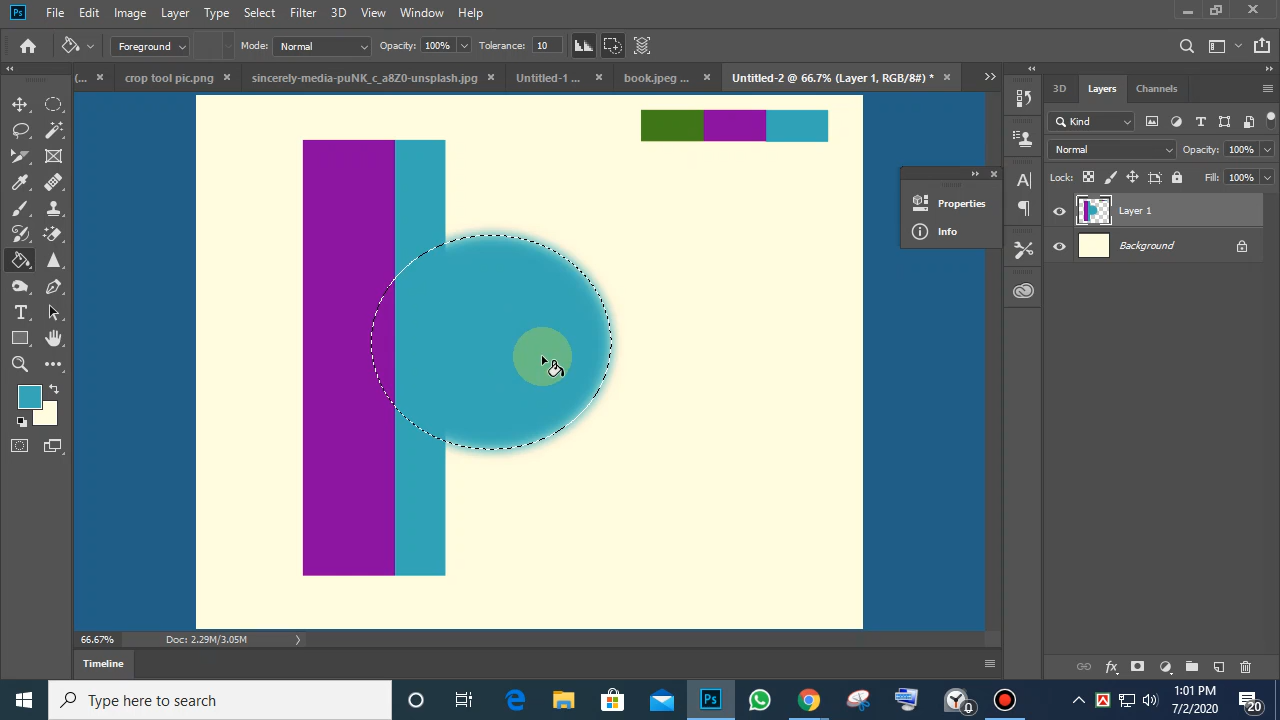 Ps File Edit Image Layer Type Select Filter 3D View Window Help
Foreground Mode: Normal Opacity: 100% Tolerance: 10
(... crop tool pic.png sincerely-media-puNK_c_a8Z0-unsplash.jpg Untitled-1 ... book.jpeg ... Untitled-2 @ 66.7% (Layer 1, RGB/8#) *
3D Layers Channels
Kind
Normal Opacity: 100%
Lock: Fill: 100%
Properties
Info
Layer 1
Background
66.67% Doc: 2.29M/3.05M
Timeline
Type here to search
Ps
1:01 PM
7/2/2020
20